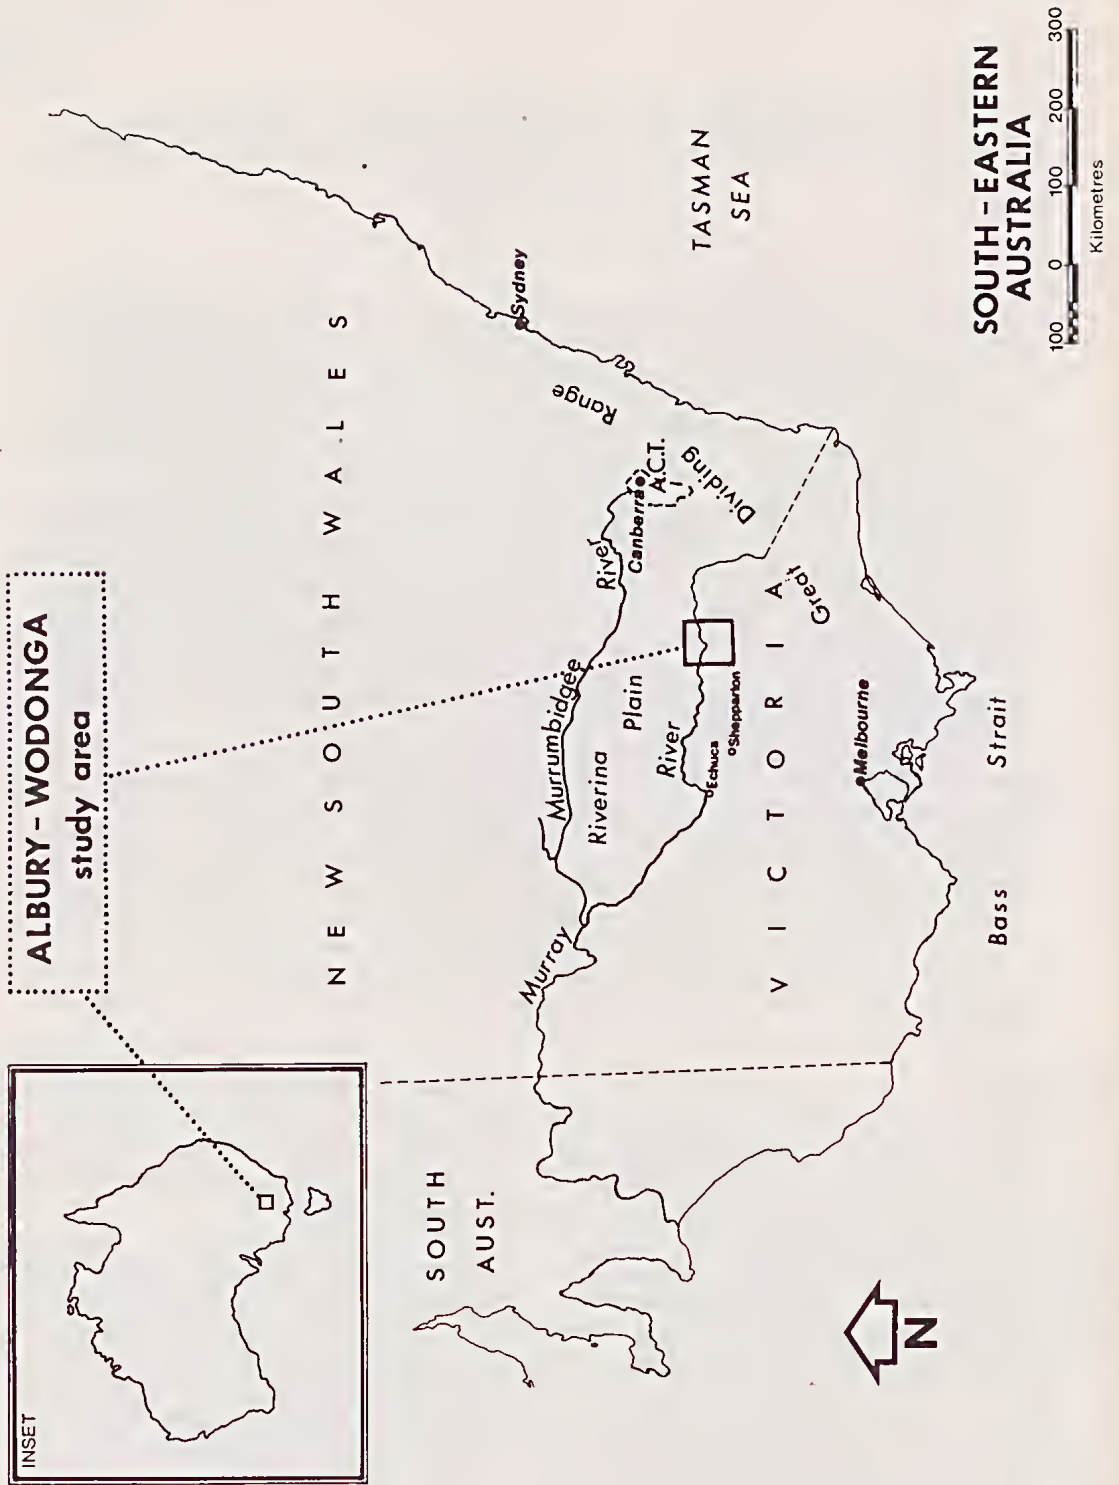 INSET
ALBURY - WODONGA
study area
NEW SOUTH WALES
SOUTH
AUST.
Murray
River
Murrumbidgee
River
Riverina
Plain
Echuca
Shepparton
Canberra
A.C.T.
Sydney
Great
Dividing
Range
VICTORIA
Melbourne
TASMAN
SEA
Bass
Strait
N
SOUTH - EASTERN
AUSTRALIA
100 0 100 200 300
Kilometres